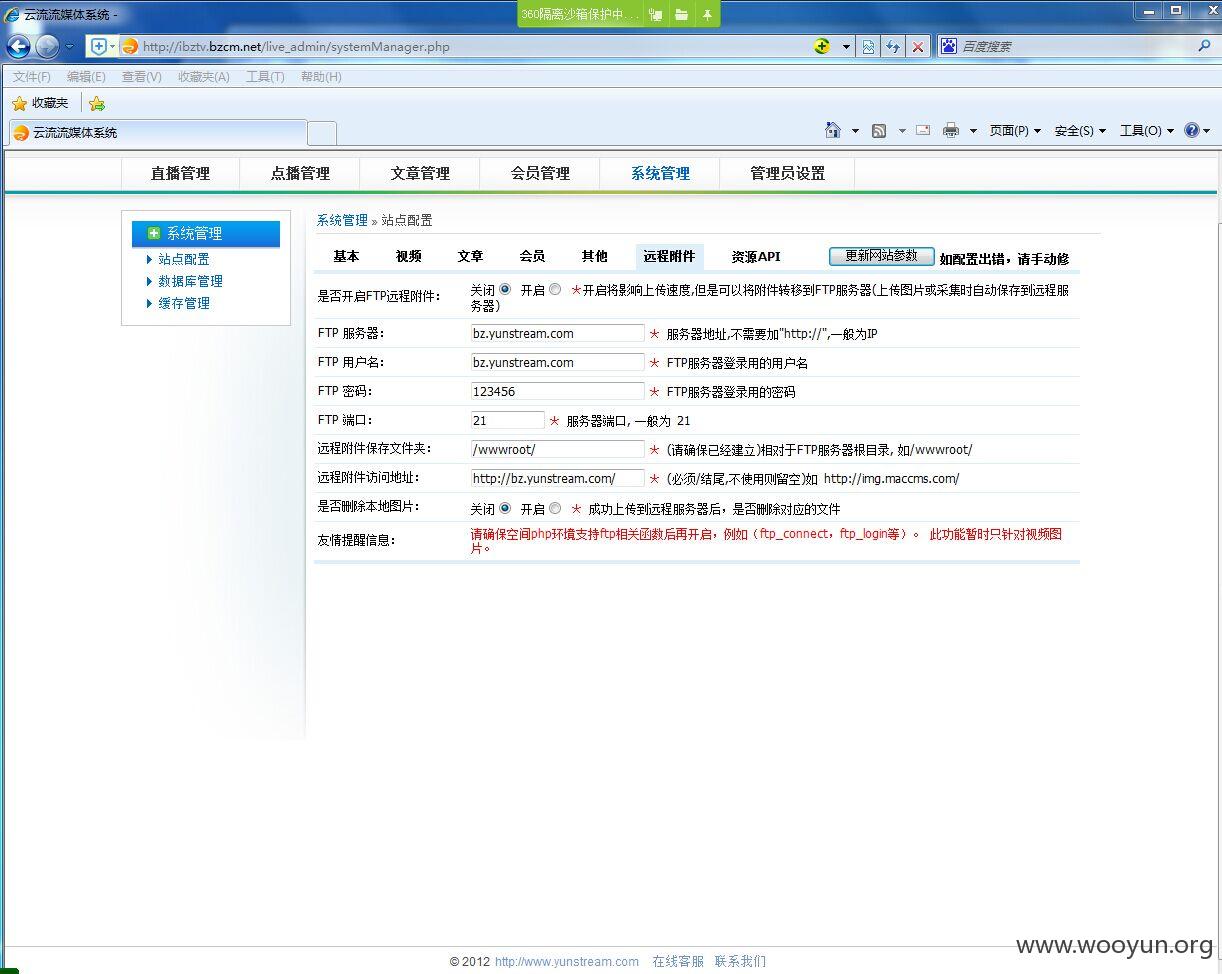 云流流媒体系统 -
360隔离沙箱保护中...
http://ibztv.bzcm.net/live_admin/systemManager.php
百度搜索
文件(F) 编辑(E) 查看(V) 收藏夹(A) 工具(T) 帮助(H)
收藏夹
云流流媒体系统
页面(P) 安全(S) 工具(O)
直播管理 点播管理 文章管理 会员管理 系统管理 管理员设置
系统管理
站点配置
数据库管理
缓存管理
系统管理 » 站点配置
基本 视频 文章 会员 其他 远程附件 资源API 更新网站参数 如配置出错，请手动修
是否开启FTP远程附件： 关闭 开启 *开启将影响上传速度,但是可以将附件转移到FTP服务器(上传图片或采集时自动保存到远程服
务器)
FTP 服务器： bz.yunstream.com * 服务器地址,不需要加"http://",一般为IP
FTP 用户名： bz.yunstream.com * FTP服务器登录用的用户名
FTP 密码： 123456 * FTP服务器登录用的密码
FTP 端口： 21 * 服务器端口, 一般为 21
远程附件保存文件夹： /wwwroot/ * (请确保已经建立)相对于FTP服务器根目录, 如/wwwroot/
远程附件访问地址： http://bz.yunstream.com/ * (必须/结尾,不使用则留空)如 http://img.maccms.com/
是否删除本地图片： 关闭 开启 * 成功上传到远程服务器后，是否删除对应的文件
友情提醒信息： 请确保空间php环境支持ftp相关函数后再开启，例如（ftp_connect，ftp_login等）。 此功能暂时只针对视频图
片。
www.wooyun.org
© 2012 http://www.yunstream.com 在线客服 联系我们